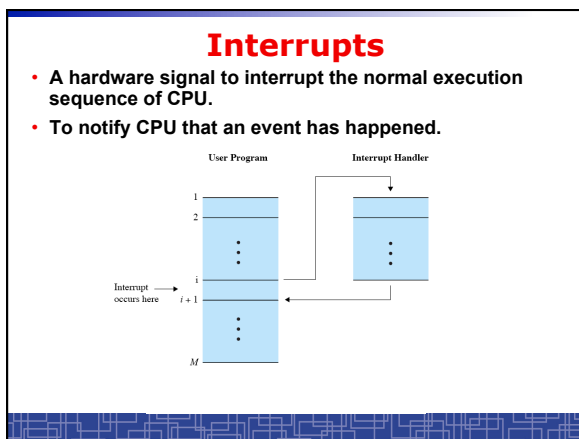 Interrupts
• A hardware signal to interrupt the normal execution
sequence of CPU.
• To notify CPU that an event has happened.
User Program
Interrupt Handler
1
2
i
Interrupt
occurs here
i + 1
M